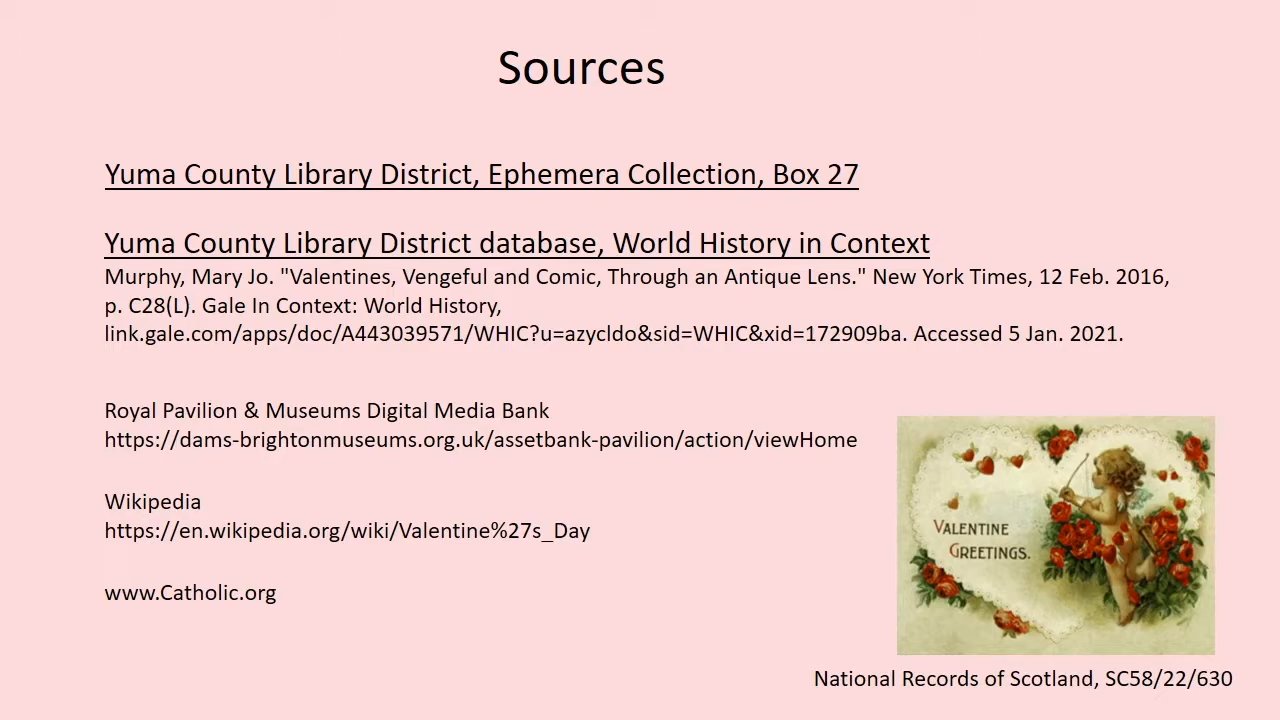 Sources
Yuma County Library District, Ephemera Collection, Box 27
Yuma County Library District database, World History in Context
Murphy, Mary Jo. "Valentines, Vengeful and Comic, Through an Antique Lens." New York Times, 12 Feb. 2016,
p. C28(L). Gale In Context: World History,
link.gale.com/apps/doc/A443039571/WHIC?u=azycldo&sid=WHIC&xid=172909ba. Accessed 5 Jan. 2021.
Royal Pavilion & Museums Digital Media Bank
https://dams-brightonmuseums.org.uk/assetbank-pavilion/action/viewHome
Wikipedia
https://en.wikipedia.org/wiki/Valentine%27s_Day
www.Catholic.org
VALENTINE
GREETINGS.
National Records of Scotland, SC58/22/630